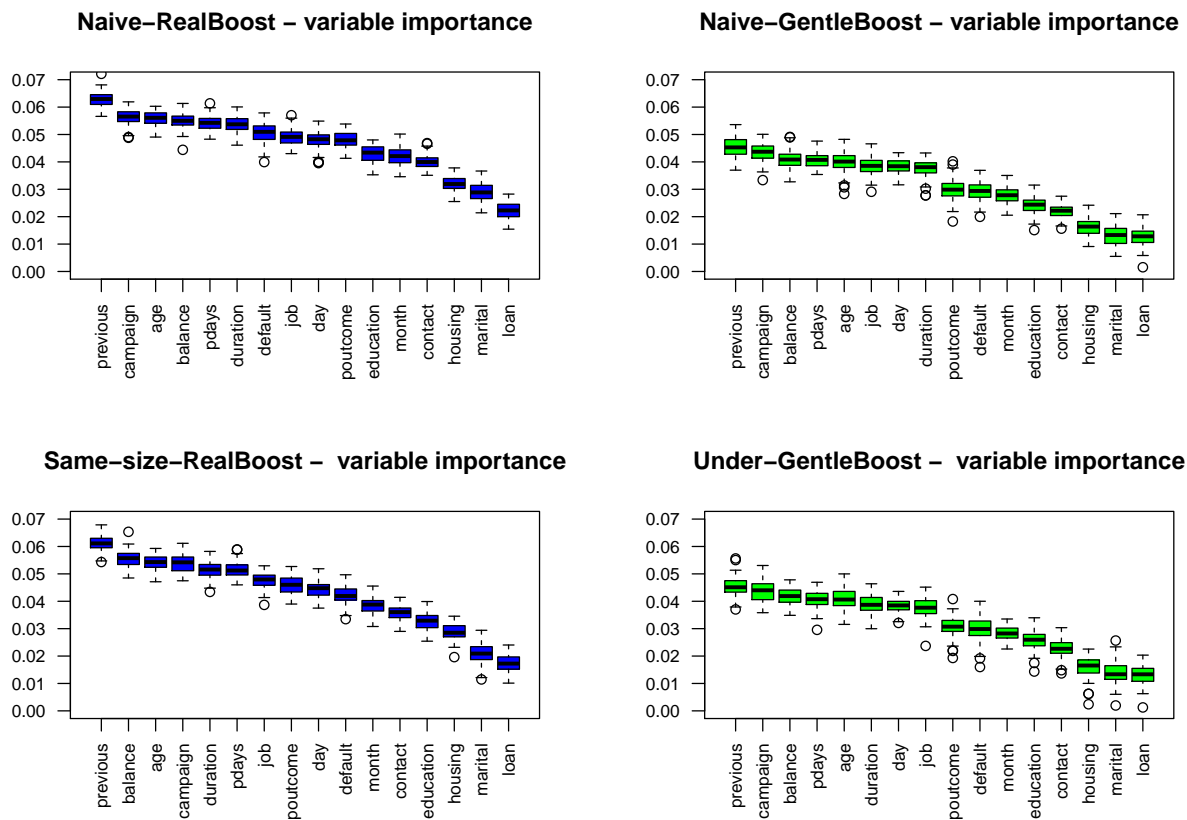 Naive−RealBoost − variable importance
0.07
0.06
0.05
0.04
0.03
0.02
0.01
0.00
previous
campaign
age
balance
pdays
duration
default
job
day
poutcome
education
month
contact
housing
marital
loan
Naive−GentleBoost − variable importance
0.07
0.06
0.05
0.04
0.03
0.02
0.01
0.00
previous
campaign
balance
pdays
age
job
day
duration
poutcome
default
month
education
contact
housing
marital
loan
Same−size−RealBoost − variable importance
0.07
0.06
0.05
0.04
0.03
0.02
0.01
0.00
previous
balance
age
campaign
duration
pdays
job
poutcome
day
default
month
contact
education
housing
marital
loan
Under−GentleBoost − variable importance
0.07
0.06
0.05
0.04
0.03
0.02
0.01
0.00
previous
campaign
balance
pdays
age
duration
day
job
poutcome
default
month
education
contact
housing
marital
loan